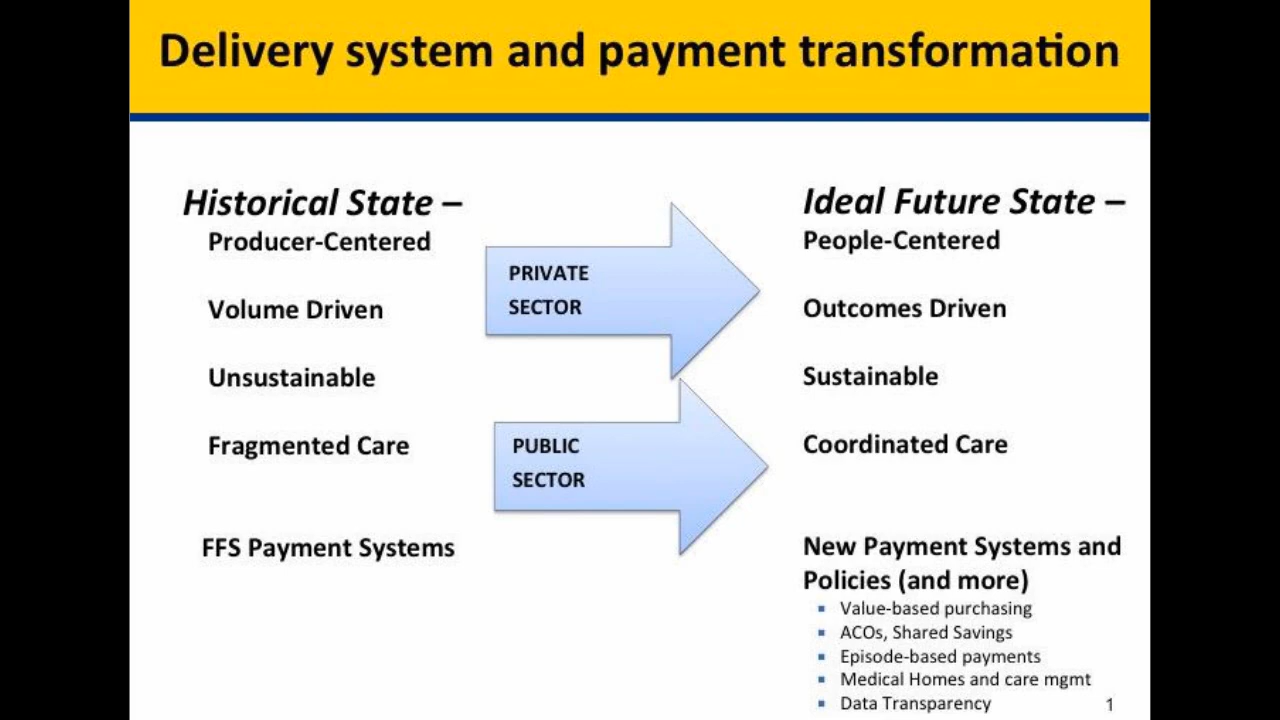 Delivery system and payment transformation
Historical State –
Producer-Centered
Volume Driven
Unsustainable
Fragmented Care
FFS Payment Systems
PRIVATE
SECTOR
PUBLIC
SECTOR
Ideal Future State –
People-Centered
Outcomes Driven
Sustainable
Coordinated Care
New Payment Systems and
Policies (and more)
▪ Value-based purchasing
▪ ACOs, Shared Savings
▪ Episode-based payments
▪ Medical Homes and care mgmt
▪ Data Transparency
1